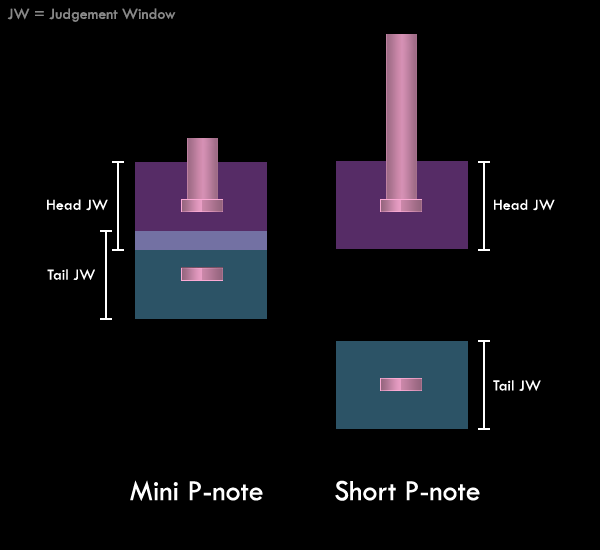 JW = Judgement Window
Head JW
Head JW
Tail JW
Tail JW
Mini P-note
Short P-note